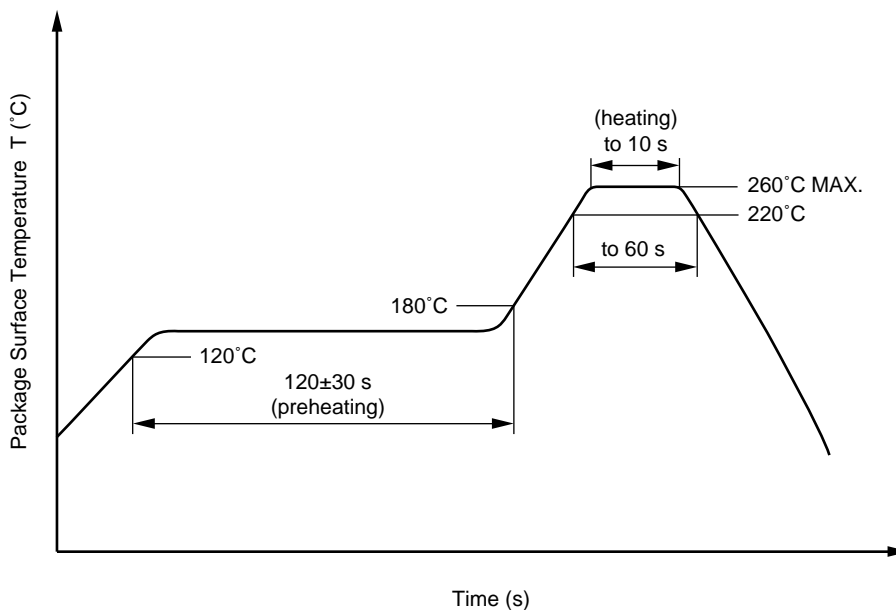 Package Surface Temperature T (˚C)
(heating)
to 10 s
260˚C MAX.
220˚C
to 60 s
180˚C
120˚C
120±30 s
(preheating)
Time (s)